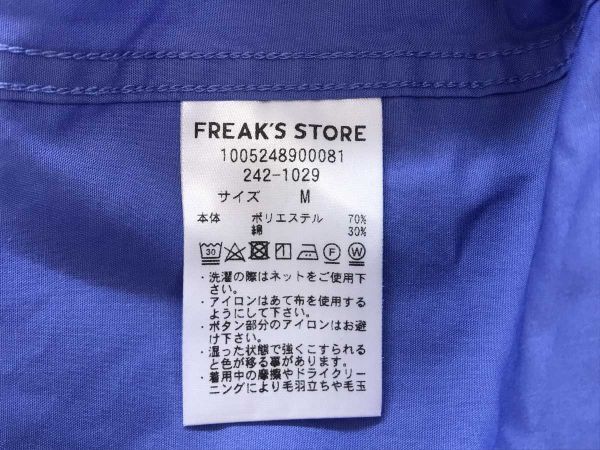 FREAK'S STORE
1005248900081
242-1029
サイズ M
本体 ポリエステル 70%
綿 30%
30 F W
・洗濯の際はネットをご使用下
さい。
・アイロンはあて布を使用する
ようにして下さい。
・ボタン部分のアイロンはお避
け下さい。
・湿った状態で強くこすられる
と色が移る事があります。
・着用中の摩擦やドライクリー
ニングにより毛羽立ちや毛玉